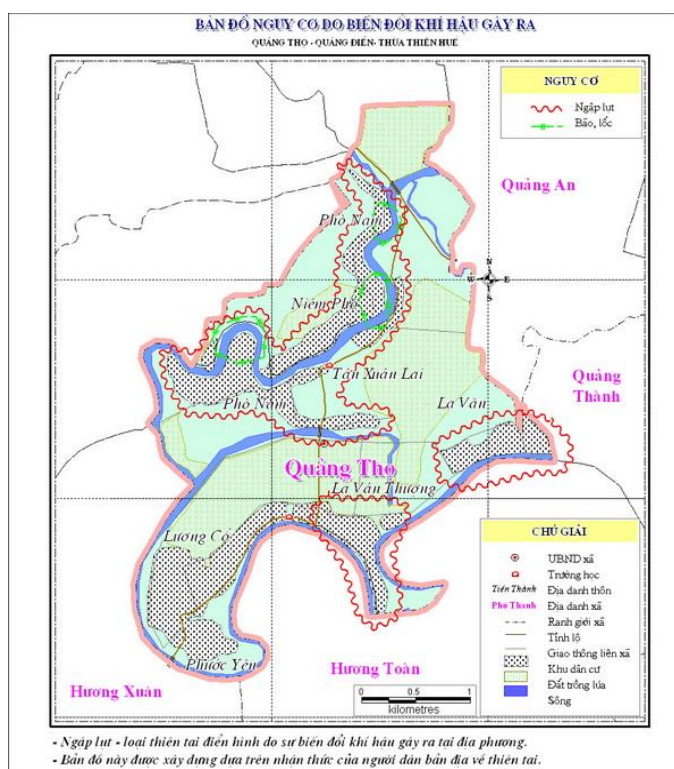 BẢN ĐỒ NGUY CƠ DO BIẾN ĐỔI KHÍ HẬU GÂY RA
QUẢNG THỌ - QUẢNG ĐIỀN- THỪA THIÊN HUẾ
NGUY CƠ
Ngập lụt
Bão, lốc
Quảng An
Phò Nam
N
W E
S
Niêm Phò
Tân Xuân Lai
Quảng
Thành
Phò Nam
La Vân
Quảng Thọ
La Vân Thượng
Lương Cổ
Phước Yên
Hương Xuân
Hương Toàn
CHÚ GIẢI
UBND xã
Trường học
Tiến Thành Địa danh thôn
Phú Thanh Địa danh xã
Ranh giới xã
Tỉnh lộ
Giao thông liên xã
Khu dân cư
Đất trồng lúa
Sông
0 0.5 1
kilometres
- Ngập lụt - loại thiên tai điển hình do sự biến đổi khí hậu gây ra tại địa phương.
- Bản đồ này được xây dựng dựa trên nhận thức của người dân bản địa về thiên tai.